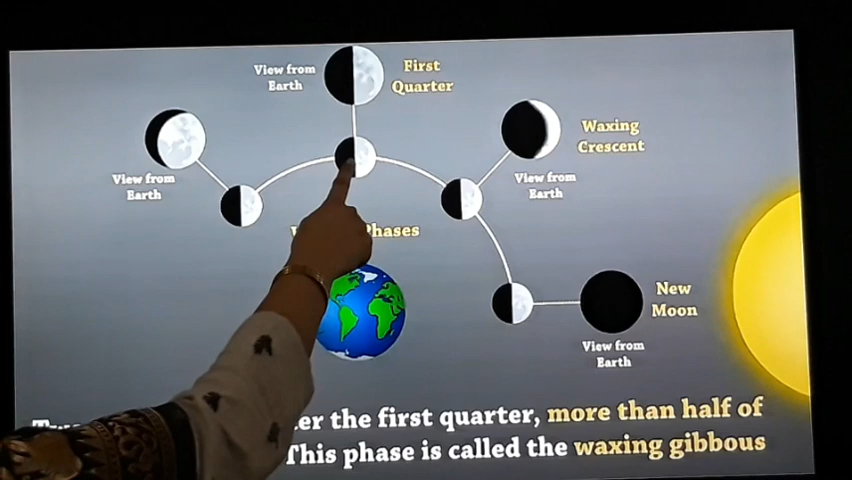 View from
Earth
First
Quarter
View from
Earth
Waxing
Crescent
View from
Earth
Phases
New
Moon
View from
Earth
the first quarter, more than half of
This phase is called the waxing gibbous